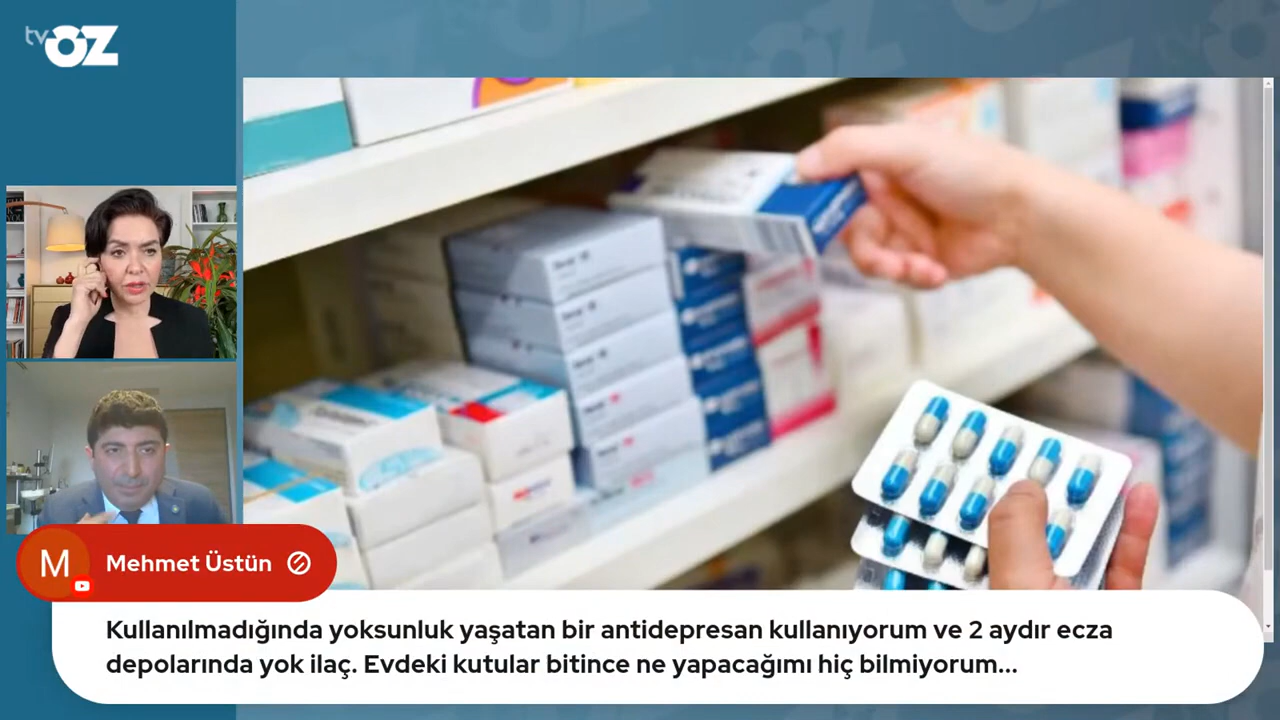 tvOZ
M
Mehmet Üstün
Kullanılmadığında yoksunluk yaşatan bir antidepresan kullanıyorum ve 2 aydır ecza
depolarında yok ilaç. Evdeki kutular bitince ne yapacağımı hiç bilmiyorum...